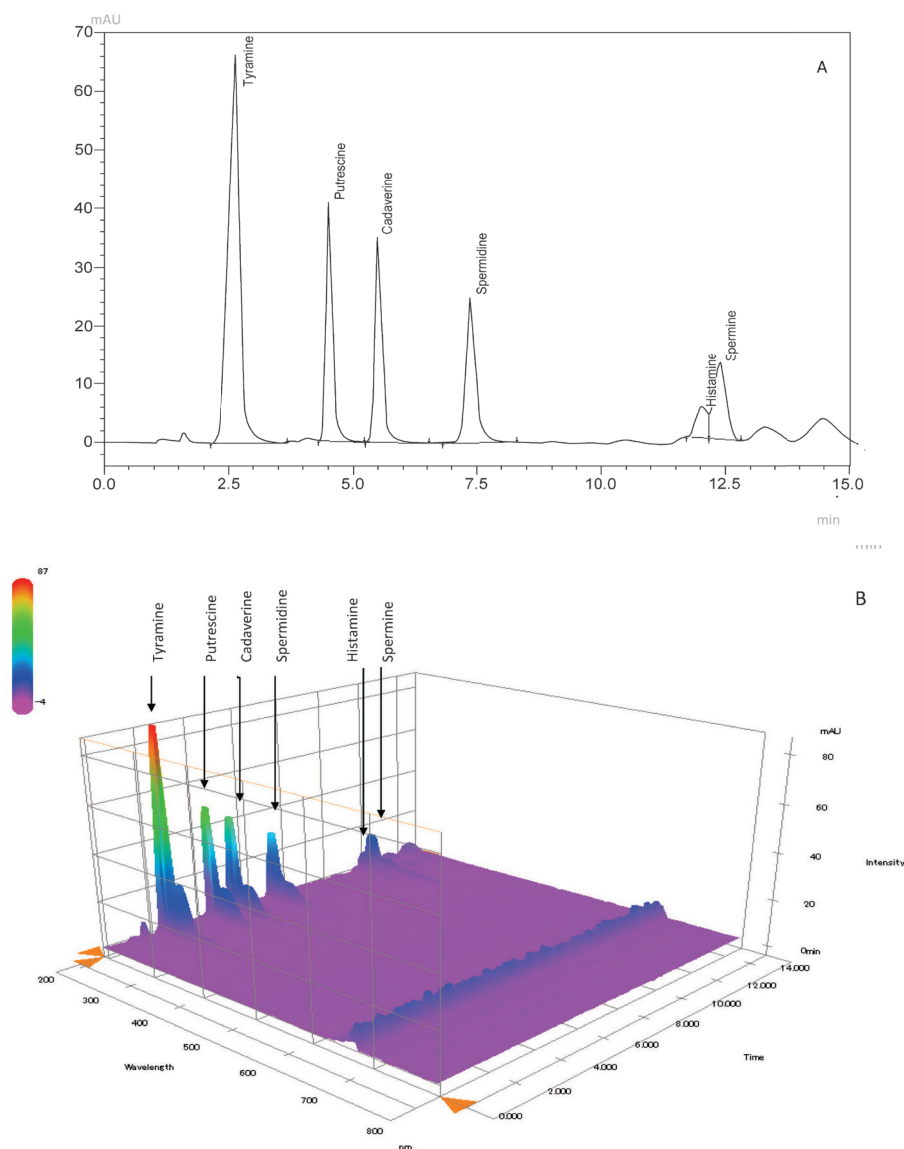 mAU
A
70
60
50
40
30
20
10
0
Tyramine
Putrescine
Cadaverine
Spermidine
Histamine
Spermine
0.0 2.5 5.0 7.5 10.0 12.5 15.0
min
B
87
-4
Tyramine
Putrescine
Cadaverine
Spermidine
Histamine
Spermine
mAU
80
60
Intensity
40
20
0min
14.000
12.000
10.000
8.000
6.000
4.000
2.000
0.000
Time
200
300
400
500
600
700
800
Wavelength
nm